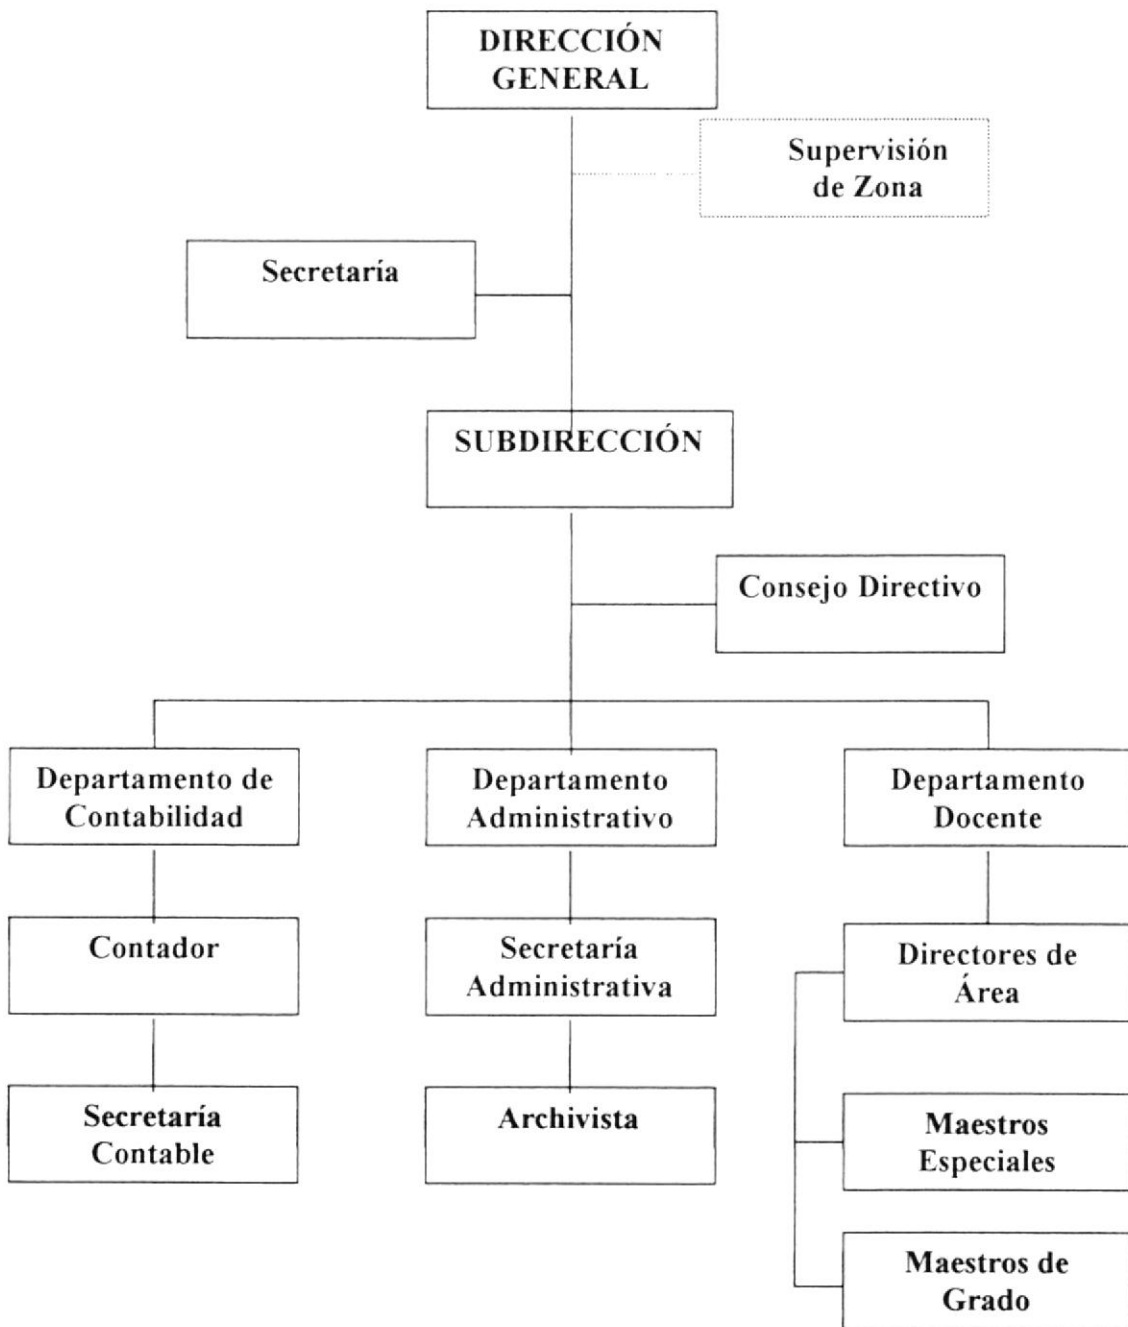 DIRECCIÓN
GENERAL
Supervisión
de Zona
Secretaría
SUBDIRECCIÓN
Consejo Directivo
Departamento de
Contabilidad
Departamento
Administrativo
Departamento
Docente
Contador
Secretaría
Administrativa
Directores de
Área
Secretaría
Contable
Archivista
Maestros
Especiales
Maestros de
Grado